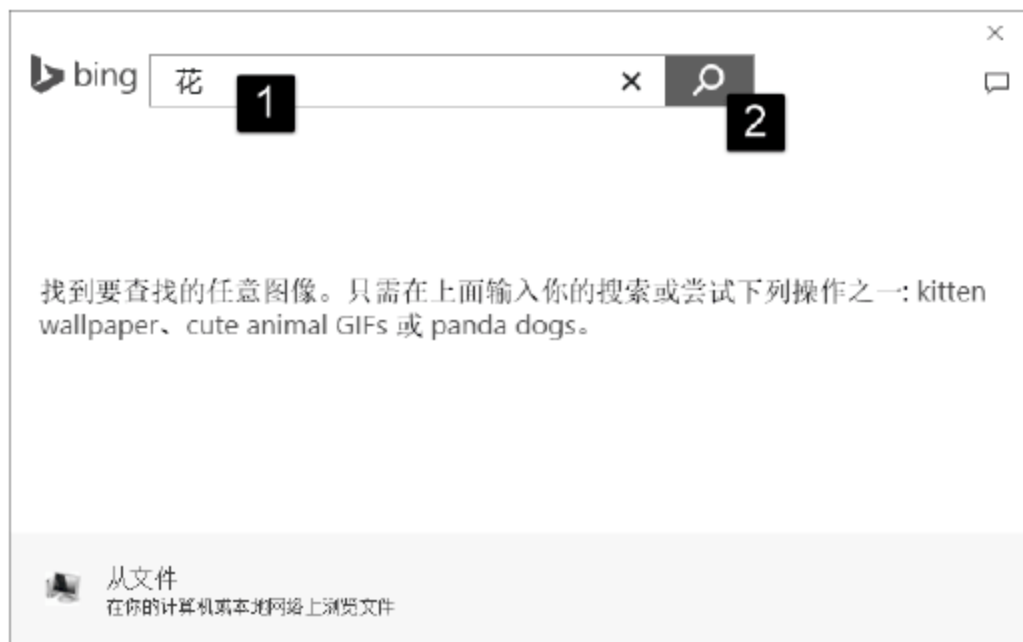 bing 花
1
2
找到要查找的任意图像。只需在上面输入你的搜索或尝试下列操作之一: kitten
wallpaper、cute animal GIFs 或 panda dogs。
从文件
在你的计算机或本地网络上浏览文件